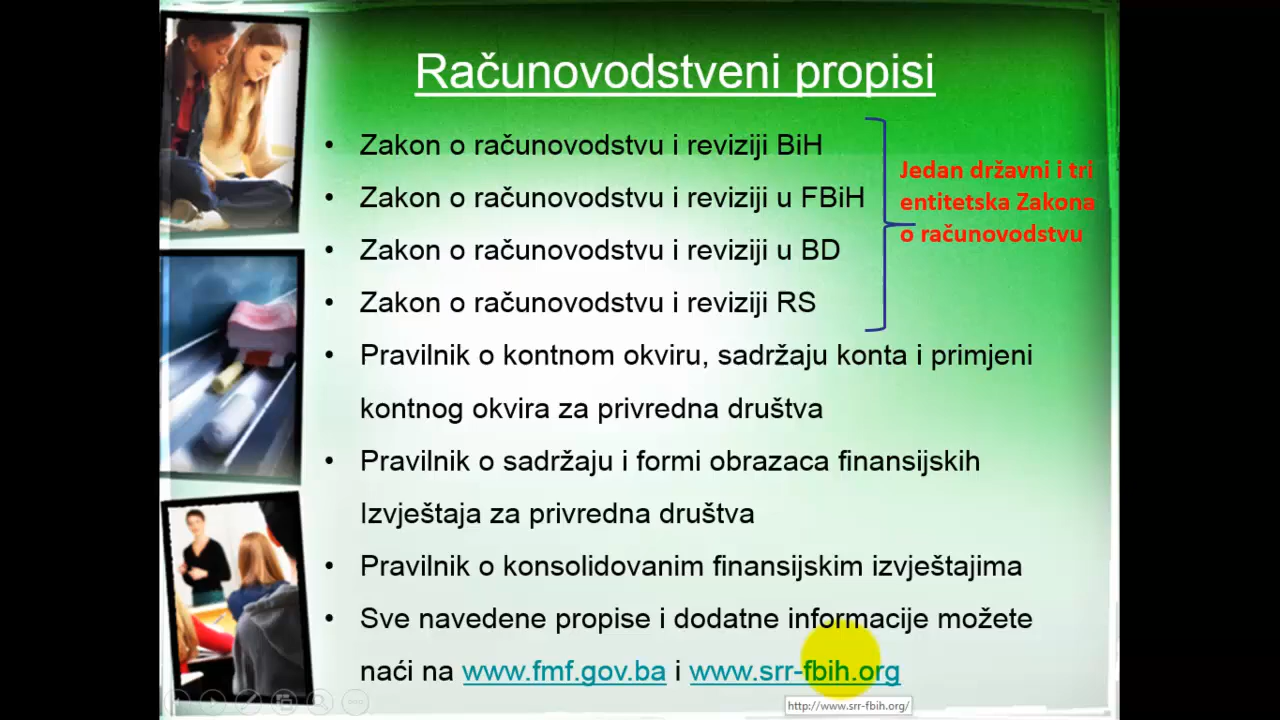 Računovodstveni propisi
• Zakon o računovodstvu i reviziji BiH
• Zakon o računovodstvu i reviziji u FBiH
• Zakon o računovodstvu i reviziji u BD
• Zakon o računovodstvu i reviziji RS
Jedan državni i tri
entitetska Zakona
o računovodstvu
• Pravilnik o kontnom okviru, sadržaju konta i primjeni
kontnog okvira za privredna društva
• Pravilnik o sadržaju i formi obrazaca finansijskih
Izvještaja za privredna društva
• Pravilnik o konsolidovanim finansijskim izvještajima
• Sve navedene propise i dodatne informacije možete
naći na www.fmf.gov.ba i www.srr-fbih.org
http://www.srr-fbih.org/